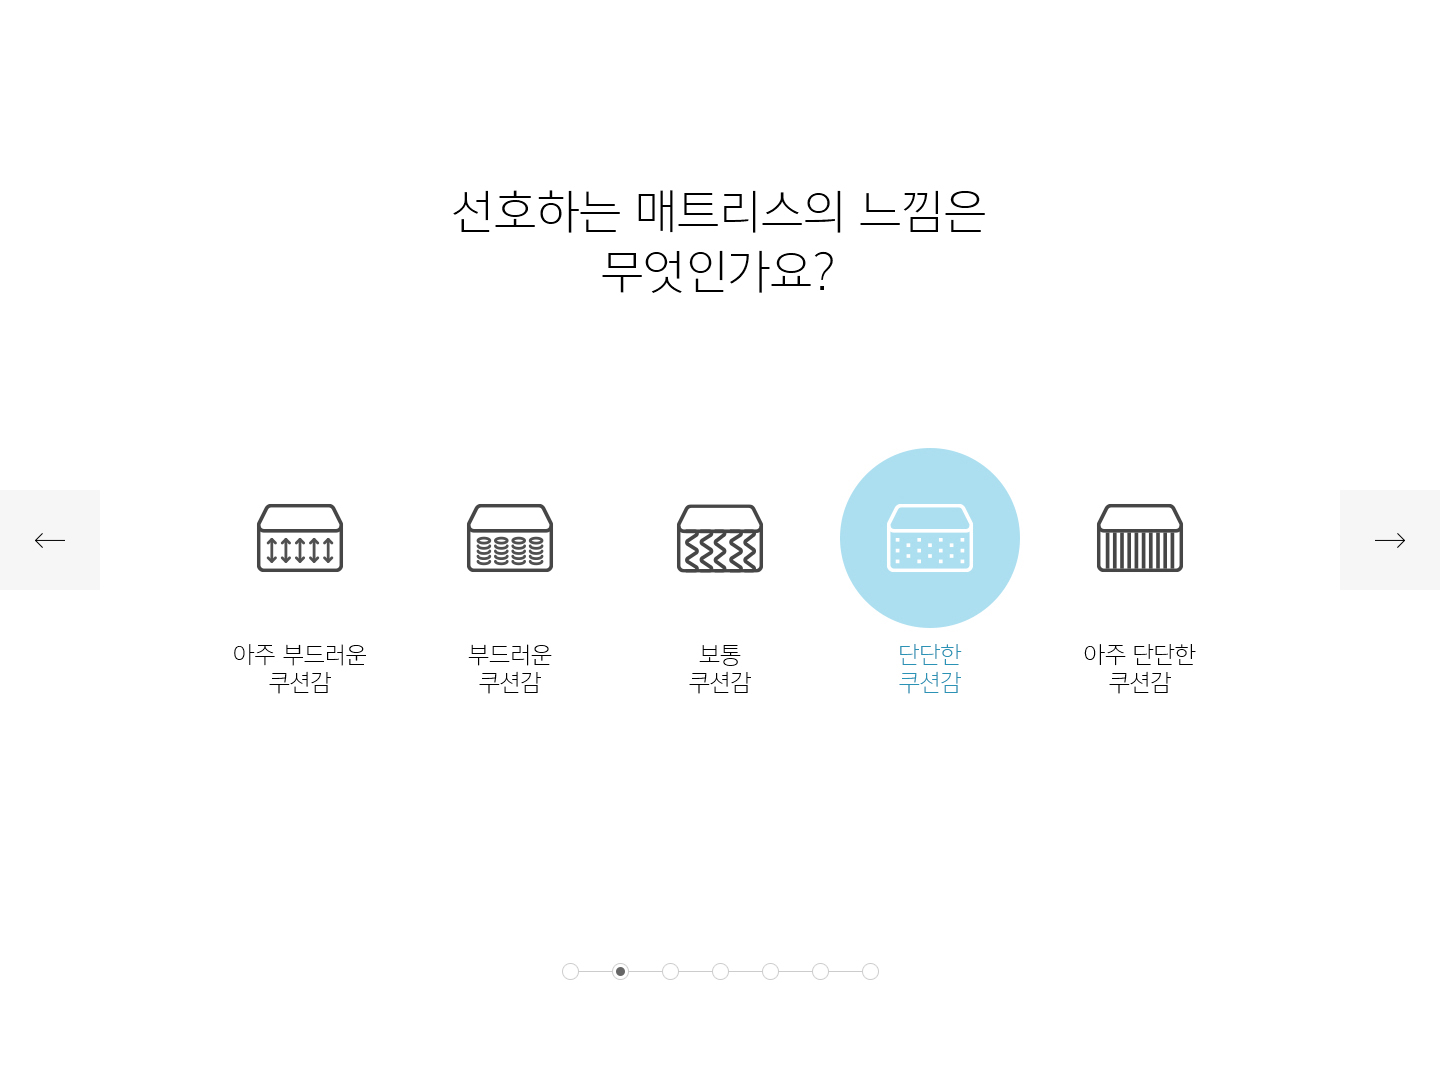 선호하는 매트리스의 느낌은
무엇인가요?
아주 부드러운
쿠션감
부드러운
쿠션감
보통
쿠션감
단단한
쿠션감
아주 단단한
쿠션감